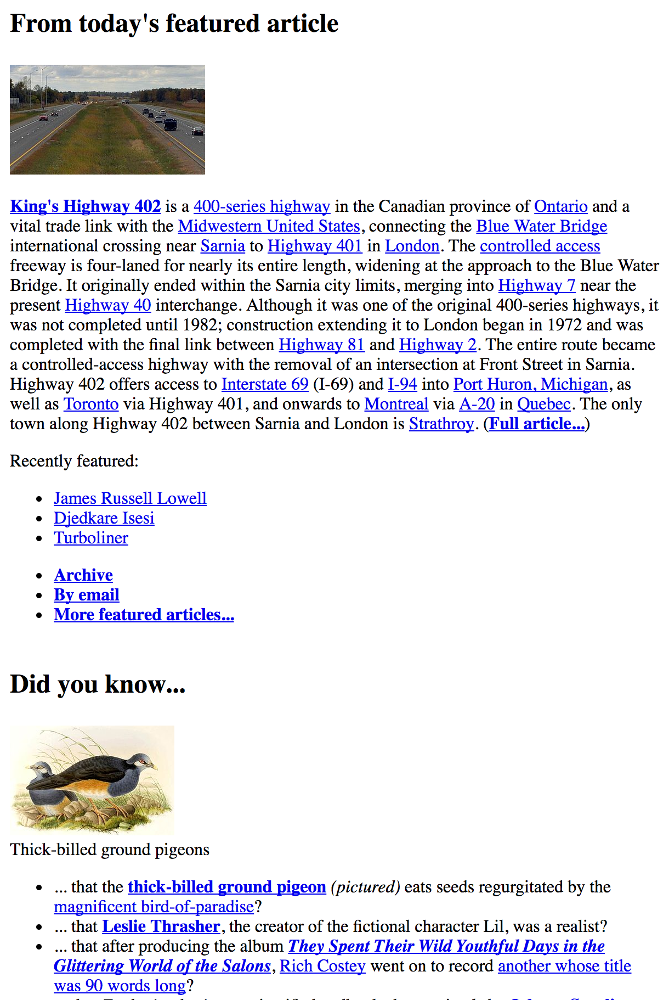 From today's featured article
King's Highway 402 is a 400-series highway in the Canadian province of Ontario and a
vital trade link with the Midwestern United States, connecting the Blue Water Bridge
international crossing near Sarnia to Highway 401 in London. The controlled access
freeway is four-laned for nearly its entire length, widening at the approach to the Blue Water
Bridge. It originally ended within the Sarnia city limits, merging into Highway 7 near the
present Highway 40 interchange. Although it was one of the original 400-series highways, it
was not completed until 1982; construction extending it to London began in 1972 and was
completed with the final link between Highway 81 and Highway 2. The entire route became
a controlled-access highway with the removal of an intersection at Front Street in Sarnia.
Highway 402 offers access to Interstate 69 (I-69) and I-94 into Port Huron, Michigan, as
well as Toronto via Highway 401, and onwards to Montreal via A-20 in Quebec. The only
town along Highway 402 between Sarnia and London is Strathroy. (Full article...)
Recently featured:
• James Russell Lowell
• Djedkare Isesi
• Turboliner
• Archive
• By email
• More featured articles...
Did you know...
Thick-billed ground pigeons
• ... that the thick-billed ground pigeon (pictured) eats seeds regurgitated by the
magnificent bird-of-paradise?
• ... that Leslie Thrasher, the creator of the fictional character Lil, was a realist?
• ... that after producing the album They Spent Their Wild Youthful Days in the
Glittering World of the Salons, Rich Costey went on to record another whose title
was 90 words long?